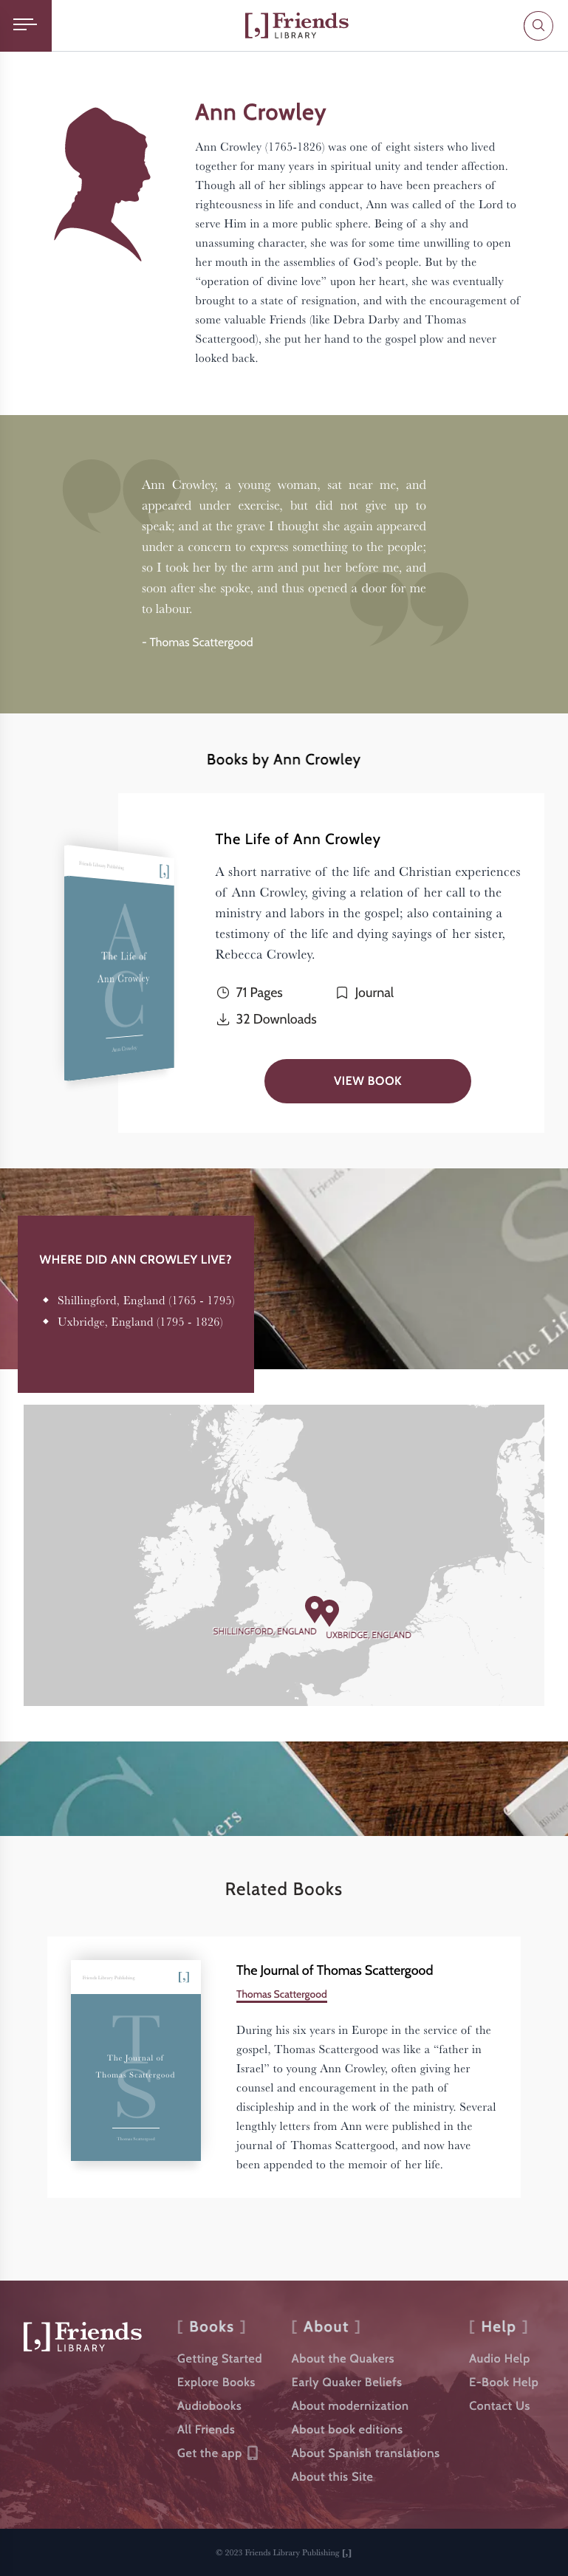 [,] Friends
LIBRARY
Ann Crowley
Ann Crowley (1765-1826) was one of eight sisters who lived
together for many years in spiritual unity and tender affection.
Though all of her siblings appear to have been preachers of
righteousness in life and conduct, Ann was called of the Lord to
serve Him in a more public sphere. Being of a shy and
unassuming character, she was for some time unwilling to open
her mouth in the assemblies of God’s people. But by the
“operation of divine love” upon her heart, she was eventually
brought to a state of resignation, and with the encouragement of
some valuable Friends (like Debra Darby and Thomas
Scattergood), she put her hand to the gospel plow and never
looked back.
Ann Crowley, a young woman, sat near me, and
appeared under exercise, but did not give up to
speak; and at the grave I thought she again appeared
under a concern to express something to the people;
so I took her by the arm and put her before me, and
soon after she spoke, and thus opened a door for me
to labour.
- Thomas Scattergood
Books by Ann Crowley
Friends Library Publishing
[,]
A
C
The Life of
Ann Crowley
Ann Crowley
The Life of Ann Crowley
A short narrative of the life and Christian experiences
of Ann Crowley, giving a relation of her call to the
ministry and labors in the gospel; also containing a
testimony of the life and dying sayings of her sister,
Rebecca Crowley.
71 Pages
Journal
32 Downloads
VIEW BOOK
Friends Li
S
The Life
WHERE DID ANN CROWLEY LIVE?
Shillingford, England (1765 - 1795)
Uxbridge, England (1795 - 1826)
SHILLINGFORD, ENGLAND
UXBRIDGE, ENGLAND
ters
Related Books
Friends Library Publishing
[,]
T
S
The Journal of
Thomas Scattergood
Thomas Scattergood
The Journal of Thomas Scattergood
Thomas Scattergood
During his six years in Europe in the service of the
gospel, Thomas Scattergood was like a “father in
Israel” to young Ann Crowley, often giving her
counsel and encouragement in the path of
discipleship and in the work of the ministry. Several
lengthly letters from Ann were published in the
journal of Thomas Scattergood, and now have
been appended to the memoir of her life.
[,] Friends
LIBRARY
[ Books ]
Getting Started
Explore Books
Audiobooks
All Friends
Get the app
[ About ]
About the Quakers
Early Quaker Beliefs
About modernization
About book editions
About Spanish translations
About this Site
[ Help ]
Audio Help
E-Book Help
Contact Us
© 2023 Friends Library Publishing [,]